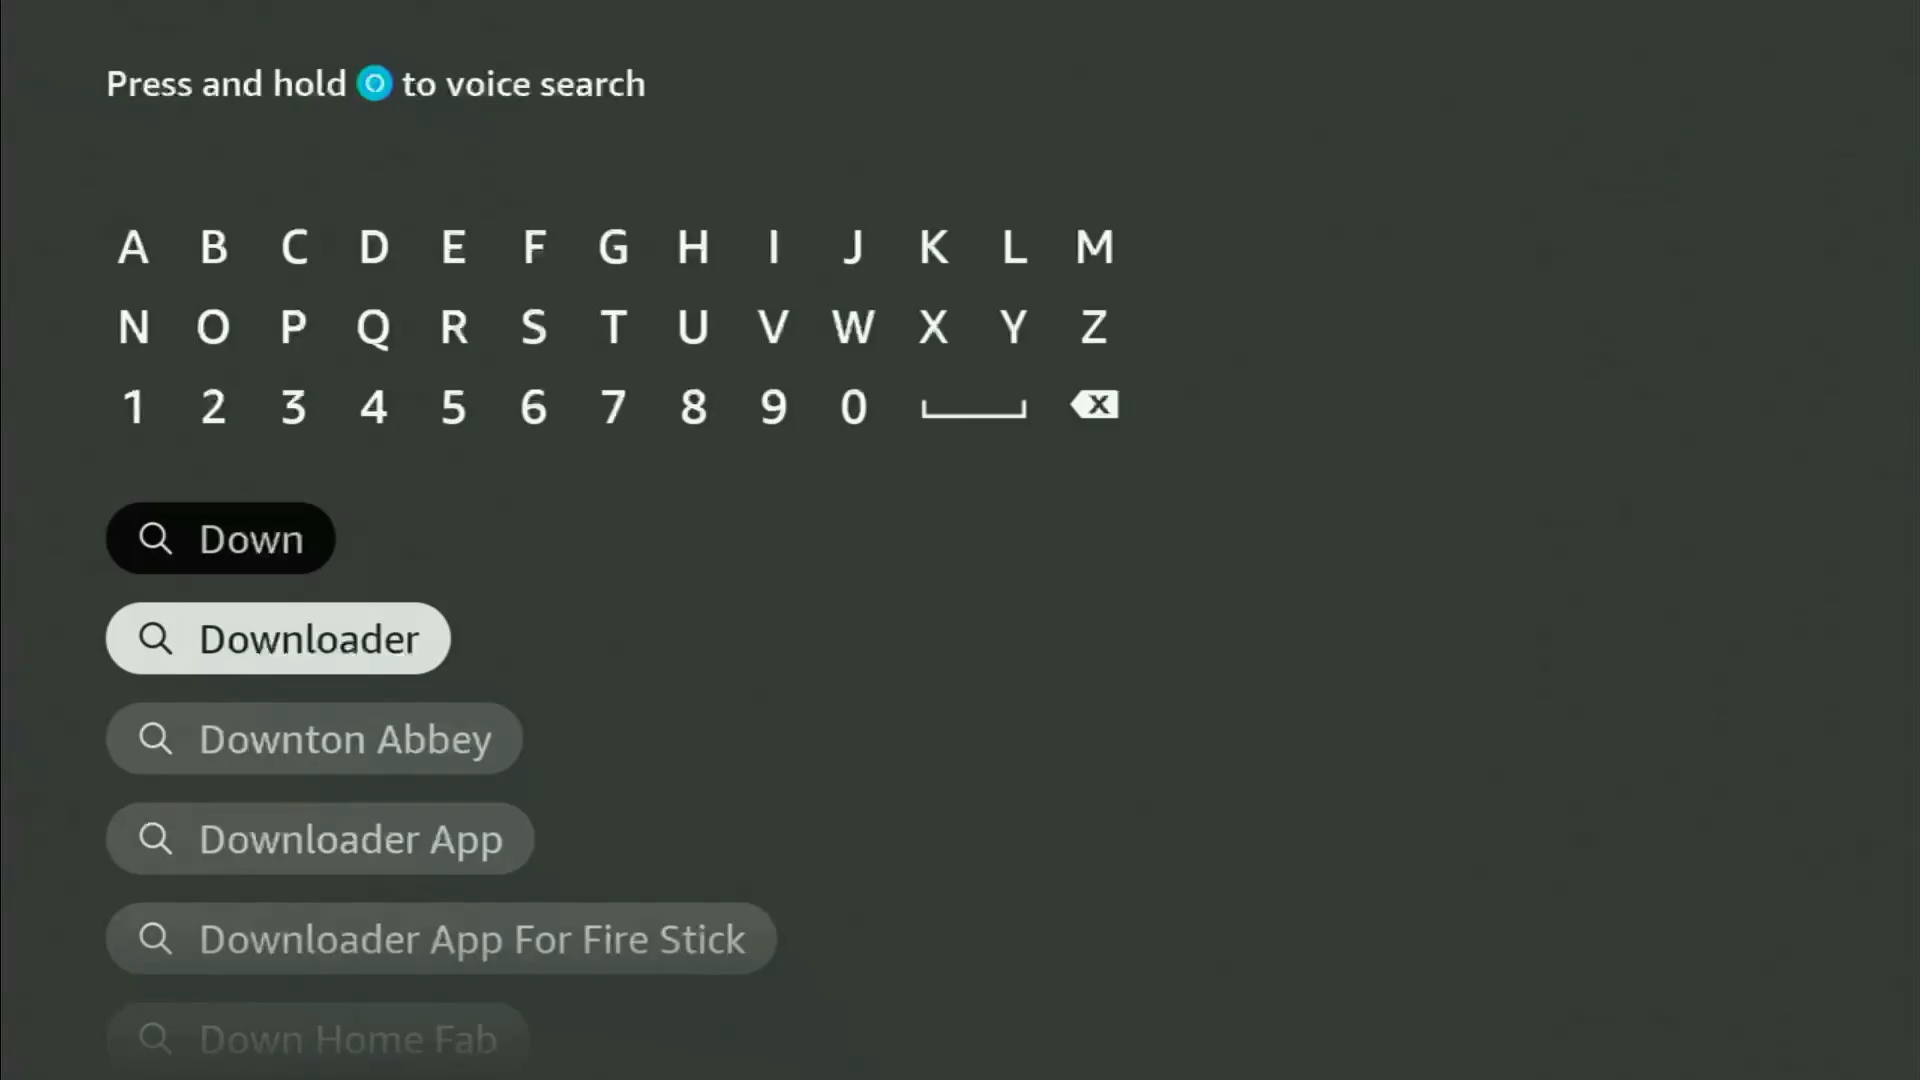 Press and hold to voice search
A B C D E F G H I J K L M
N O P Q R S T U V W X Y Z
1 2 3 4 5 6 7 8 9 0
Down
Downloader
Downton Abbey
Downloader App
Downloader App For Fire Stick
Down Home Fab